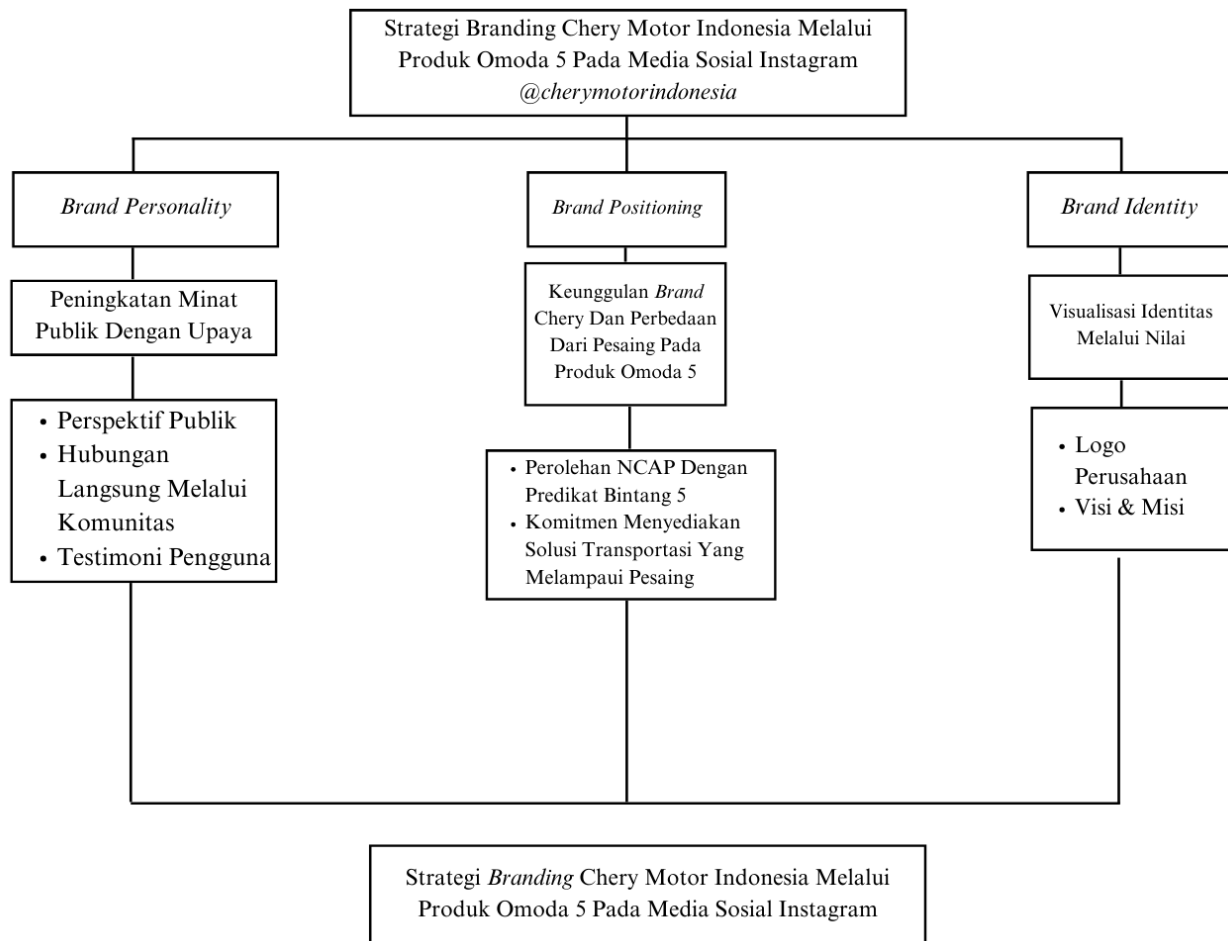 Strategi Branding Chery Motor Indonesia Melalui
Produk Omoda 5 Pada Media Sosial Instagram
@cherymotorindonesia
Brand Personality
Peningkatan Minat
Publik Dengan Upaya
• Perspektif Publik
• Hubungan
Langsung Melalui
Komunitas
• Testimoni Pengguna
Brand Positioning
Keunggulan Brand
Chery Dan Perbedaan
Dari Pesaing Pada
Produk Omoda 5
• Perolehan NCAP Dengan
Predikat Bintang 5
• Komitmen Menyediakan
Solusi Transportasi Yang
Melampaui Pesaing
Brand Identity
Visualisasi Identitas
Melalui Nilai
• Logo
Perusahaan
• Visi & Misi
Strategi Branding Chery Motor Indonesia Melalui
Produk Omoda 5 Pada Media Sosial Instagram